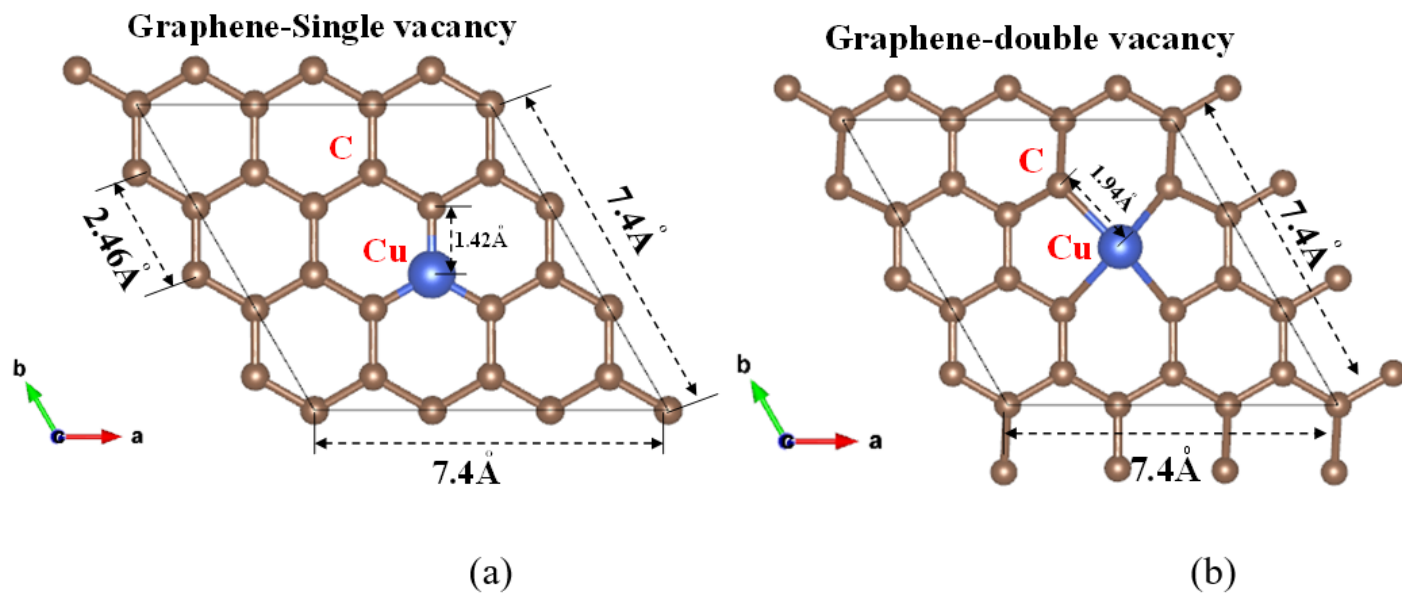 Graphene-Single vacancy
C
2.46Å
Cu
1.42Å
7.4Å
7.4Å
b
c
a
(a)
Graphene-double vacancy
C
1.94Å
Cu
7.4Å
7.4Å
b
c
a
(b)